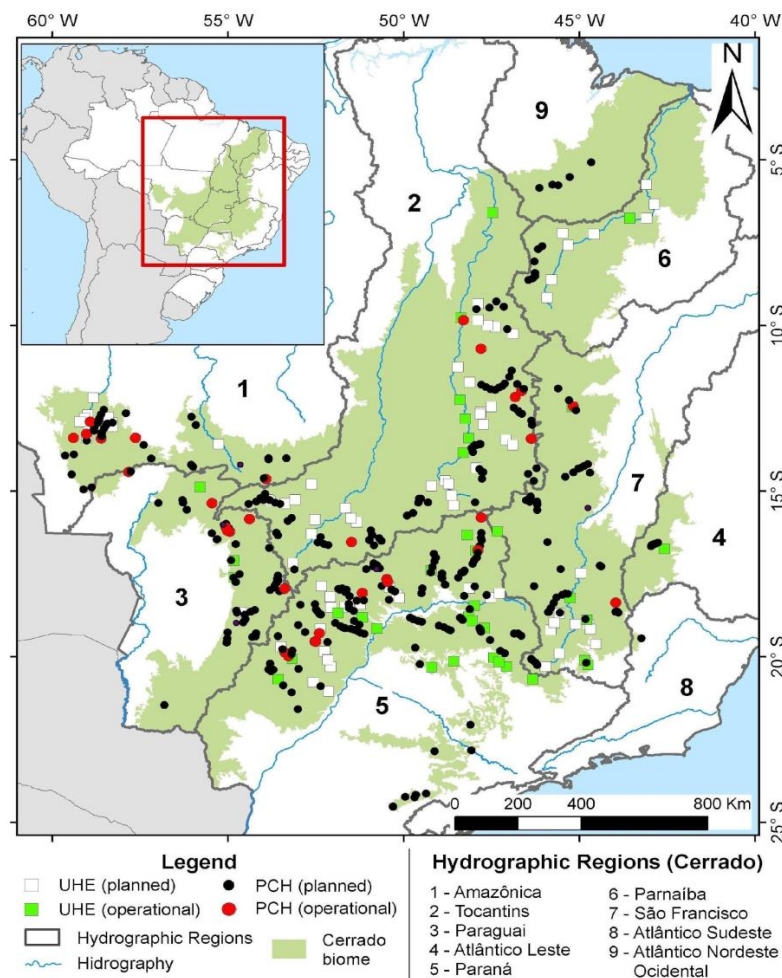 60° W 55° W 50° W 45° W 40° W
N
9
5° S
2
6
10° S
1
7
15° S
4
3
20° S
8
5
0 200 400 800 Km
25° S
Legend
UHE (planned) PCH (planned)
UHE (operational) PCH (operational)
Hydrographic Regions Cerrado
Hidrography biome
Hydrographic Regions (Cerrado)
1 - Amazônica 6 - Parnaíba
2 - Tocantins 7 - São Francisco
3 - Paraguai 8 - Atlântico Sudeste
4 - Atlântico Leste 9 - Atlântico Nordeste
5 - Paraná Ocidental